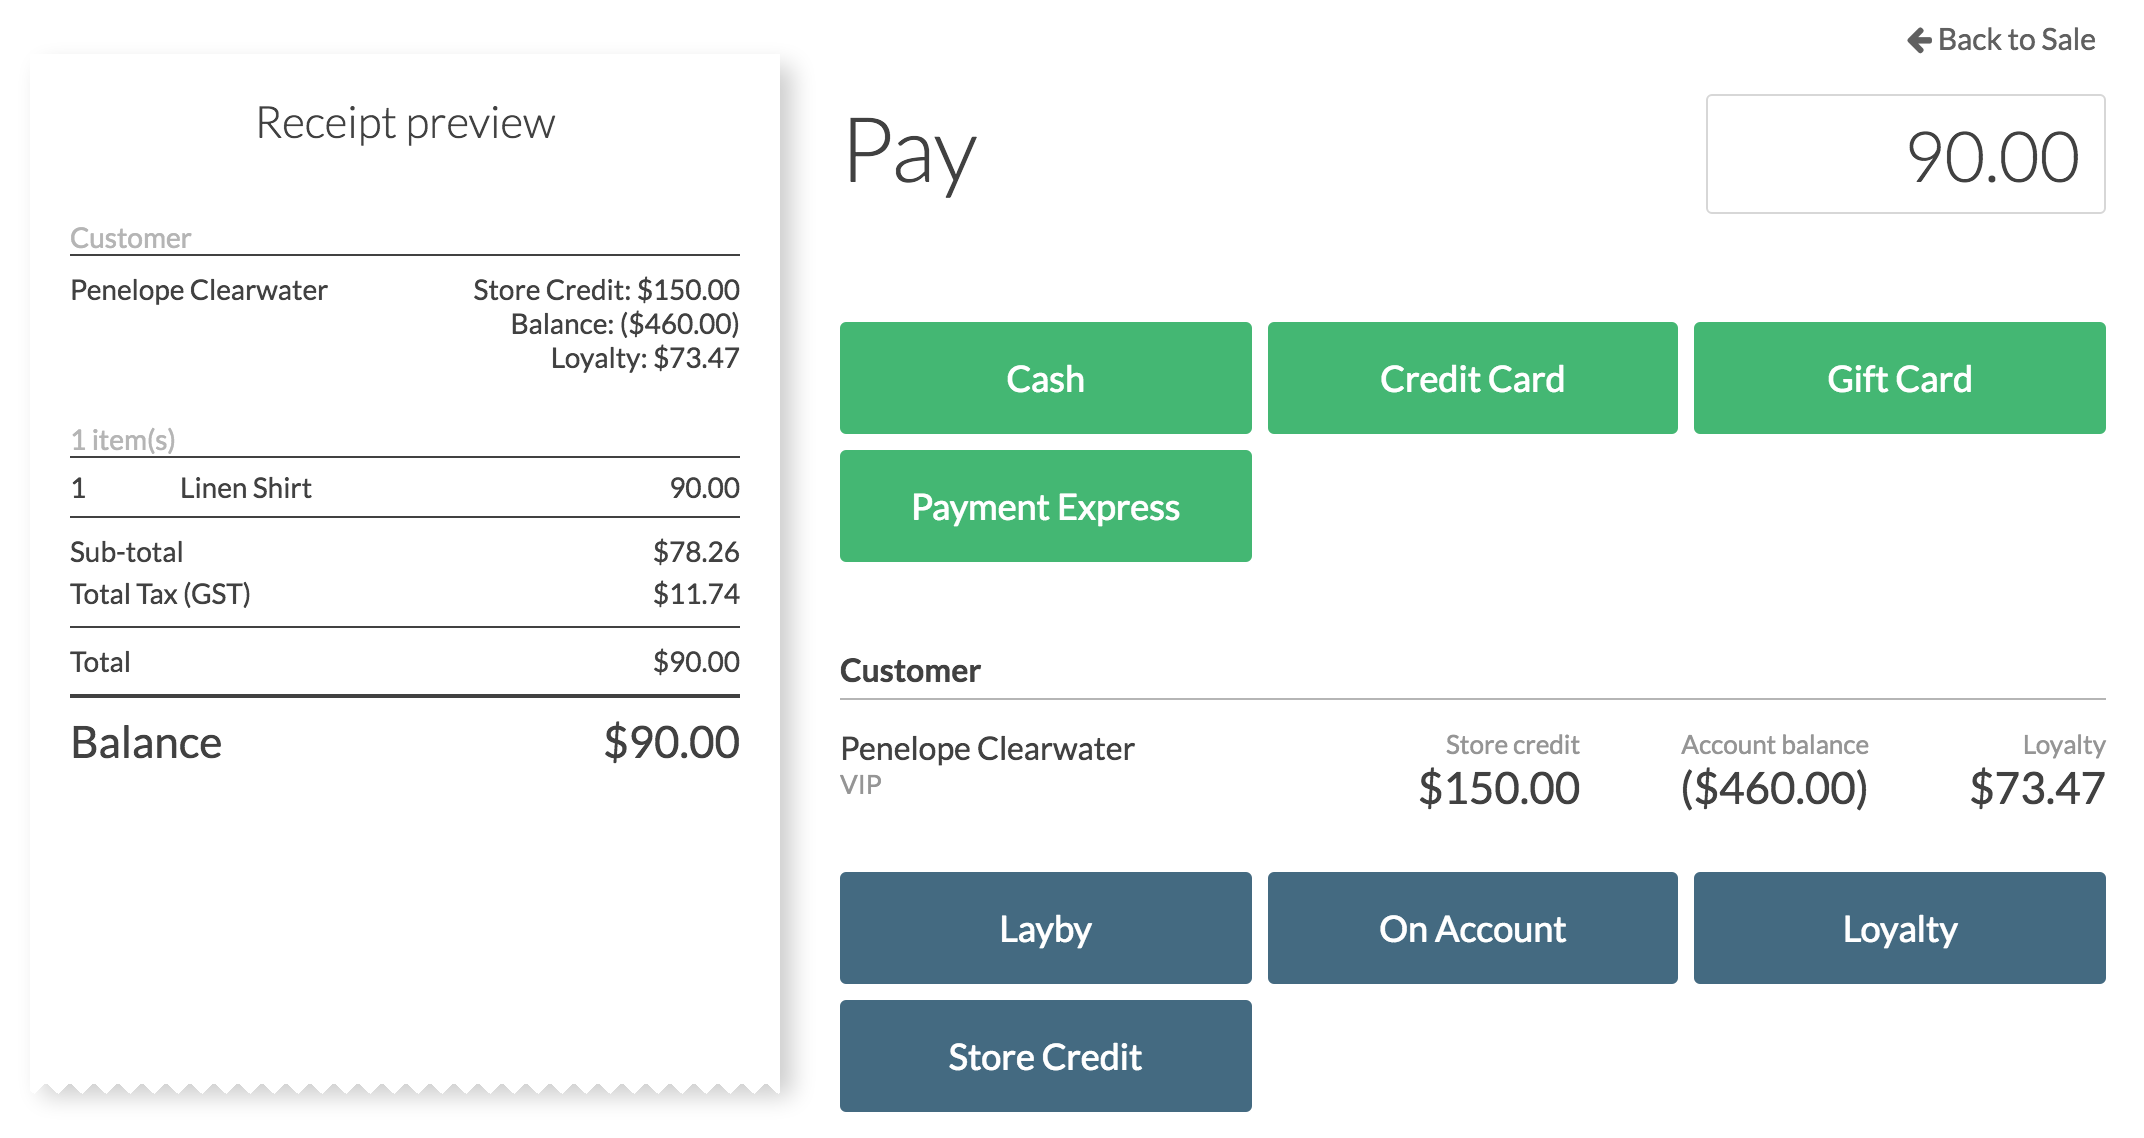 Back to Sale
Receipt preview
Customer
Penelope Clearwater Store Credit: $150.00
Balance: ($460.00)
Loyalty: $73.47
1 item(s)
1 Linen Shirt 90.00
Sub-total $78.26
Total Tax (GST) $11.74
Total $90.00
Balance $90.00
Pay 90.00
Cash Credit Card Gift Card
Payment Express
Customer
Penelope Clearwater Store credit Account balance Loyalty
VIP $150.00 ($460.00) $73.47
Layby On Account Loyalty
Store Credit